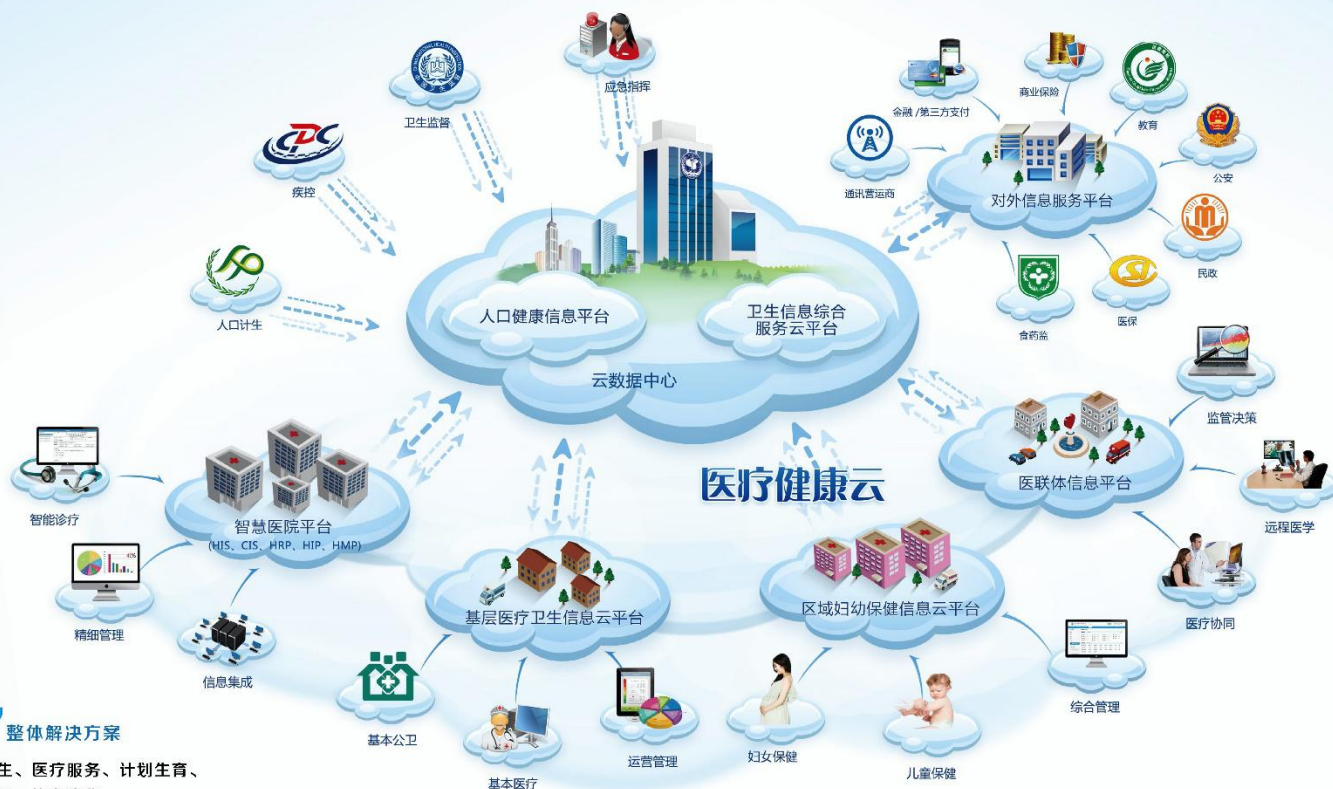 应急指挥
卫生监督
疾控
人口计生
金融/第三方支付
商业保险
教育
公安
通讯营运商
对外信息服务平台
民政
医保
食药监
人口健康信息平台
卫生信息综合
服务云平台
云数据中心
监管决策
医疗健康云
医联体信息平台
远程医学
医疗协同
智能诊疗
智慧医院平台
(HIS、CIS、HRP、HIP、HMP)
精细管理
信息集成
基层医疗卫生信息云平台
基本公卫
基本医疗
运营管理
区域妇幼保健信息云平台
妇女保健
儿童保健
综合管理
整体解决方案
生、医疗服务、计划生育、